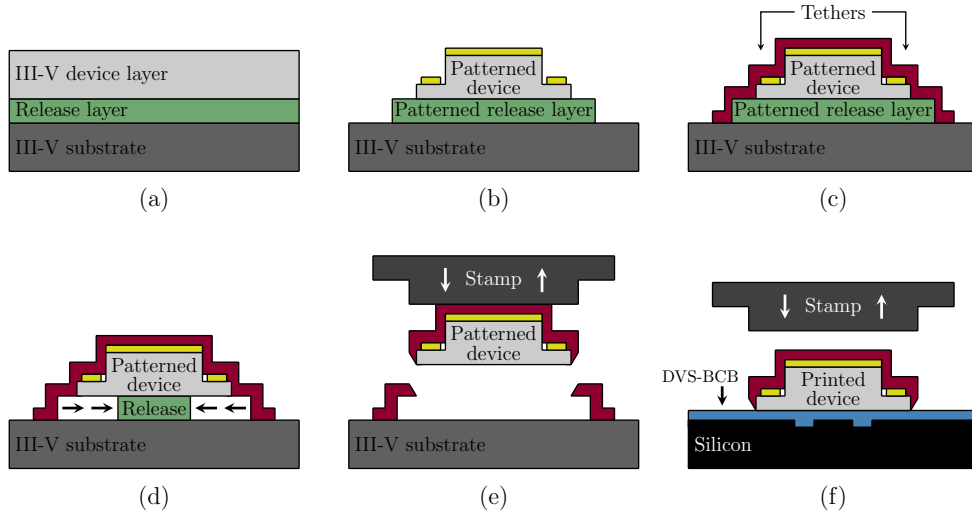 III-V device layer
Release layer
III-V substrate
(a)
Patterned
device
Patterned release layer
III-V substrate
(b)
Tethers
Patterned
device
Patterned release layer
III-V substrate
(c)
Patterned
device
Release
III-V substrate
(d)
Stamp
Patterned
device
III-V substrate
(e)
Stamp
DVS-BCB
Printed
device
Silicon
(f)